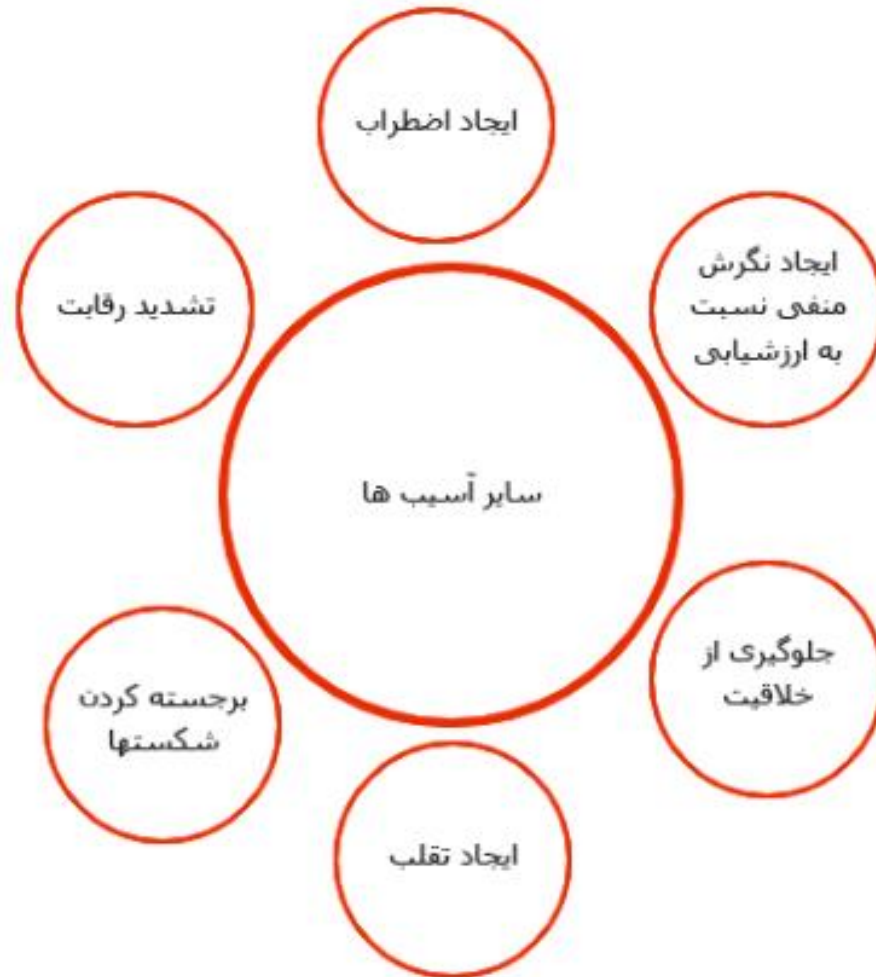 ایجاد اضطراب
ایجاد نگرش
منفی نسبت
به ارزشیابی
تشدید رقابت
سایر آسیب ها
جلوگیری از
خلاقیت
برجسته کردن
شکستها
ایجاد تقلب